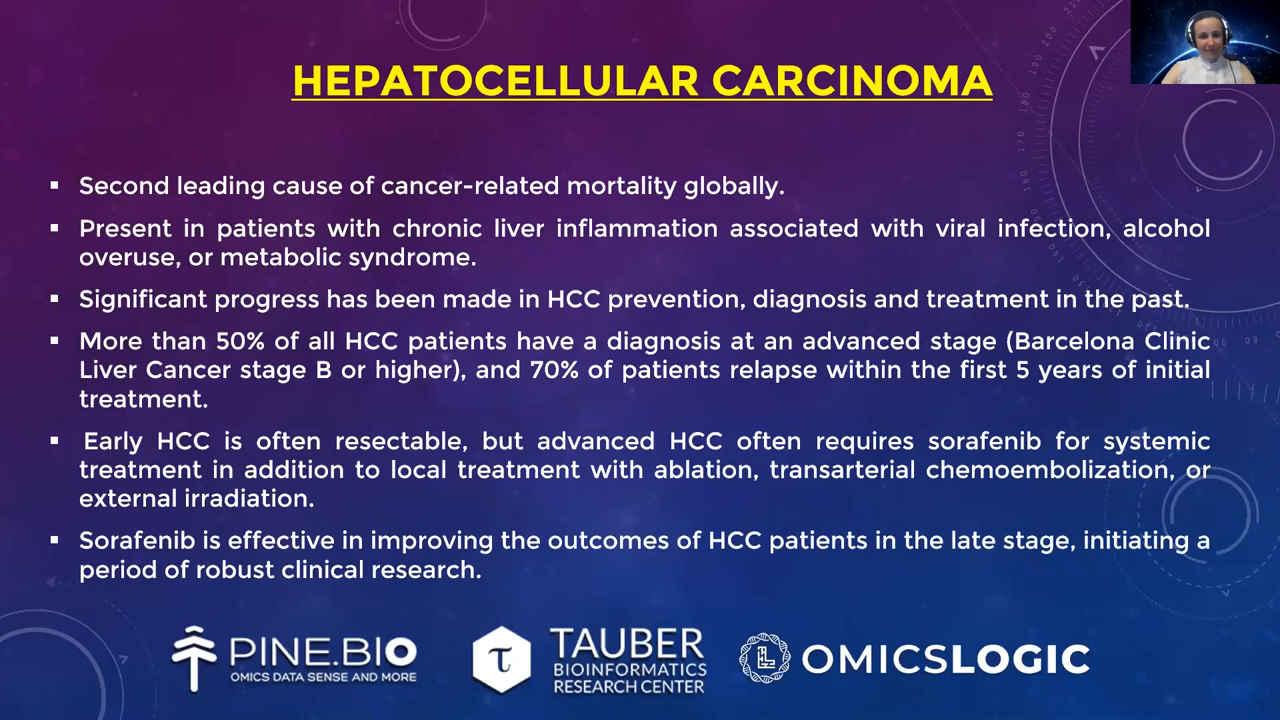 HEPATOCELLULAR CARCINOMA
▪ Second leading cause of cancer-related mortality globally.
▪ Present in patients with chronic liver inflammation associated with viral infection, alcohol
overuse, or metabolic syndrome.
▪ Significant progress has been made in HCC prevention, diagnosis and treatment in the past.
▪ More than 50% of all HCC patients have a diagnosis at an advanced stage (Barcelona Clinic
Liver Cancer stage B or higher), and 70% of patients relapse within the first 5 years of initial
treatment.
▪ Early HCC is often resectable, but advanced HCC often requires sorafenib for systemic
treatment in addition to local treatment with ablation, transarterial chemoembolization, or
external irradiation.
▪ Sorafenib is effective in improving the outcomes of HCC patients in the late stage, initiating a
period of robust clinical research.
PINE.BIO
OMICS DATA SENSE AND MORE
τ
TAUBER
BIOINFORMATICS
RESEARCH CENTER
OMICSLOGIC